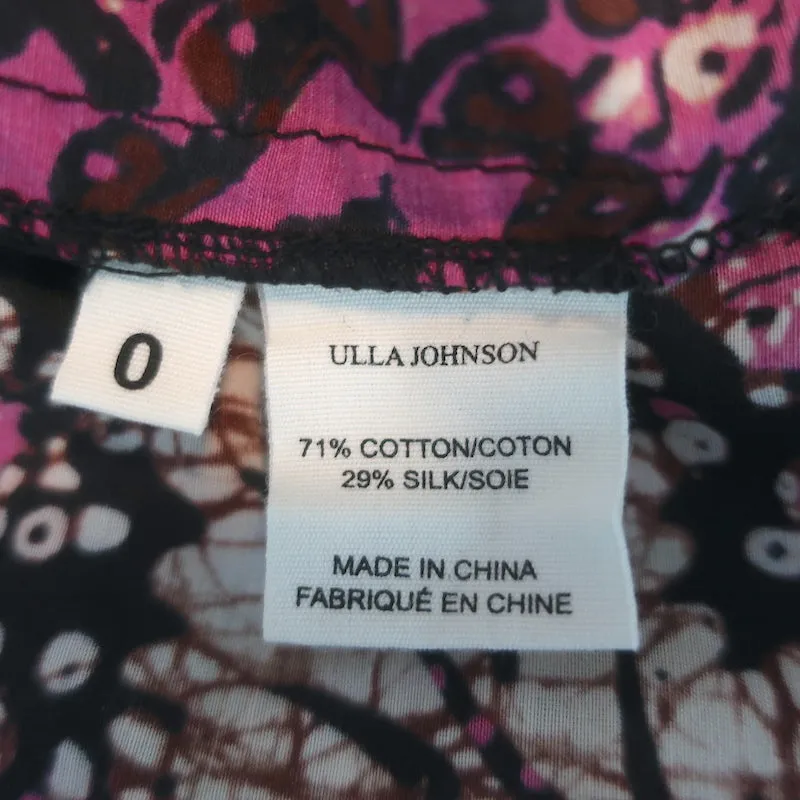 0
ULLA JOHNSON
71% COTTON/COTON
29% SILK/SOIE
MADE IN CHINA
FABRIQUÉ EN CHINE